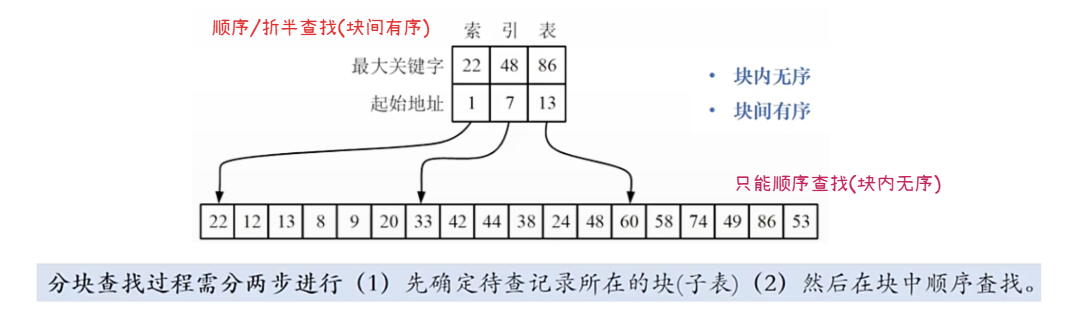 顺序/折半查找(块间有序)
索 引 表
最大关键字 22 48 86
起始地址 1 7 13
• 块内无序
• 块间有序
只能顺序查找(块内无序)
22 12 13 8 9 20 33 42 44 38 24 48 60 58 74 49 86 53
分块查找过程需分两步进行（1）先确定待查记录所在的块(子表)（2）然后在块中顺序查找。